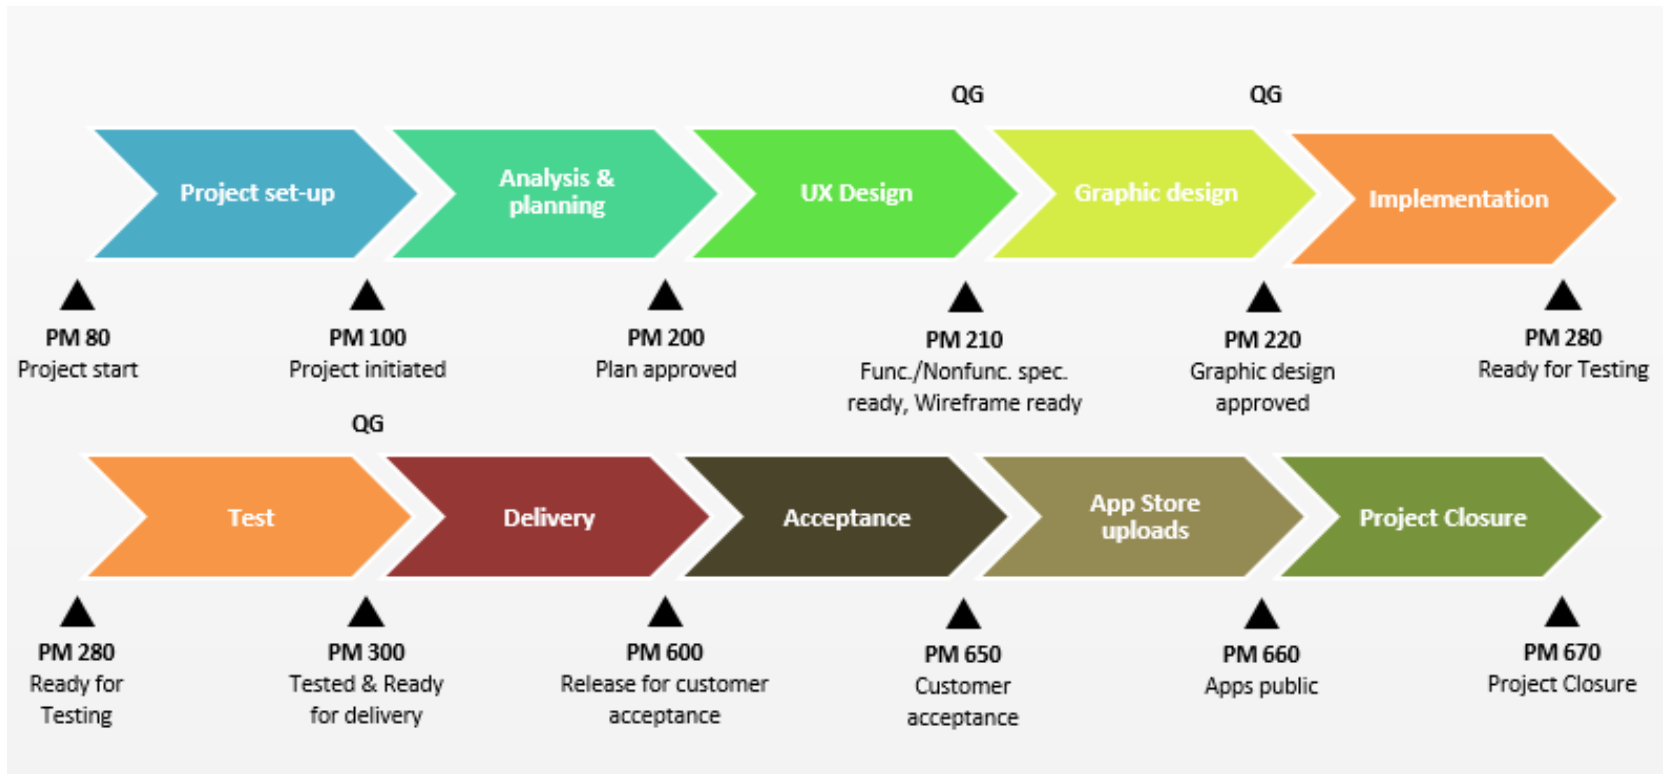 QG
QG
Project set-up
Analysis &
planning
UX Design
Graphic design
Implementation
PM 80
Project start
PM 100
Project initiated
PM 200
Plan approved
PM 210
Func./Nonfunc. spec.
ready, Wireframe ready
PM 220
Graphic design
approved
PM 280
Ready for Testing
QG
Test
Delivery
Acceptance
App Store
uploads
Project Closure
PM 280
Ready for
Testing
PM 300
Tested & Ready
for delivery
PM 600
Release for customer
acceptance
PM 650
Customer
acceptance
PM 660
Apps public
PM 670
Project Closure